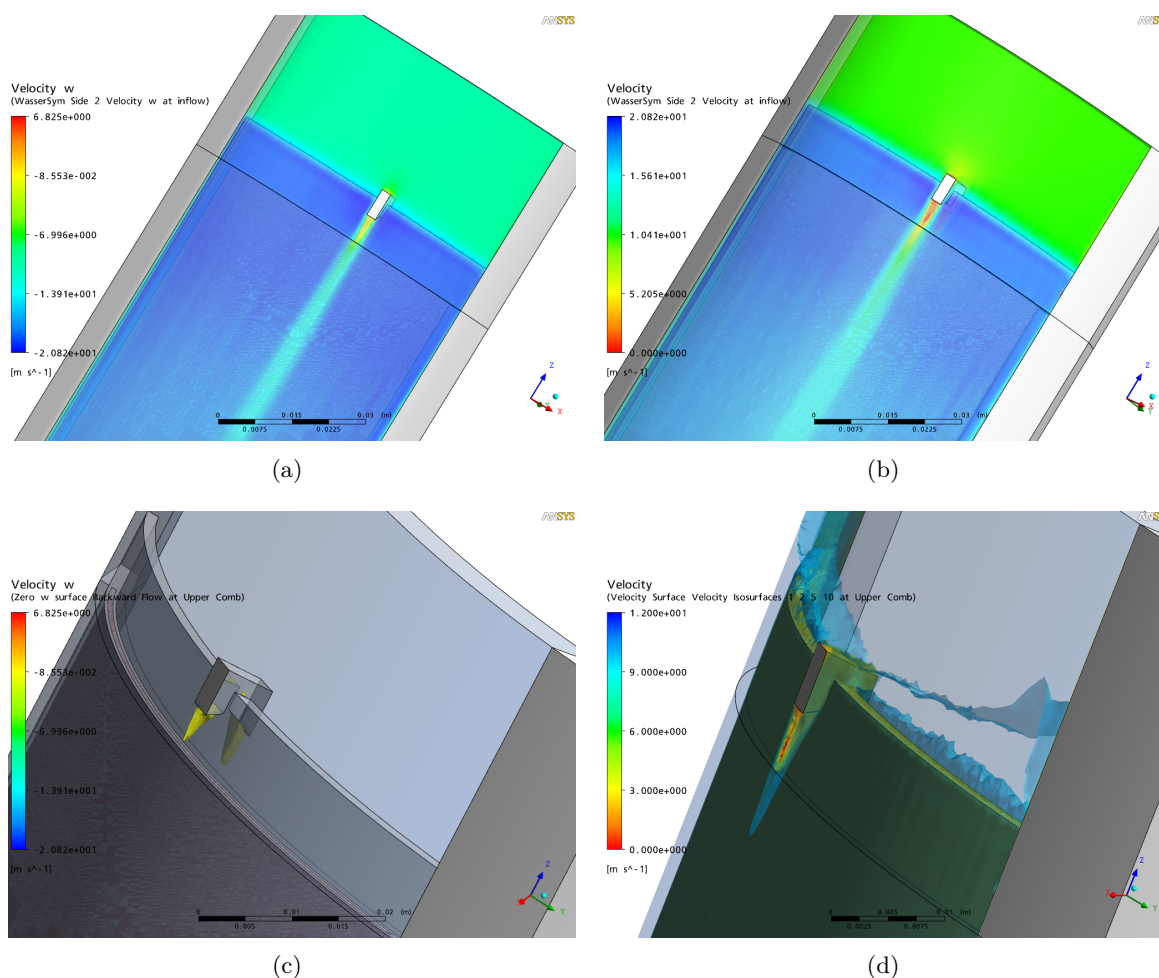 ANSYS
Velocity w
(WasserSym Side 2 Velocity w at inflow)
6.825e+000
-8.553e-002
-6.996e+000
-1.391e+001
-2.082e+001
[m s^-1]
0 0.015 0.03 (m)
0.0075 0.0225
Z
X
(a)
ANSYS
Velocity
(WasserSym Side 2 Velocity at inflow)
2.082e+001
1.561e+001
1.041e+001
5.205e+000
0.000e+000
[m s^-1]
0 0.015 0.03 (m)
0.0075 0.0225
Z
X
Y
(b)
ANSYS
Velocity w
(Zero w surface Backward Flow at Upper Comb)
6.825e+000
-8.553e-002
-6.996e+000
-1.391e+001
-2.082e+001
[m s^-1]
0 0.01 0.02 (m)
0.005 0.015
Z
X
Y
(c)
ANSYS
Velocity
(Velocity Surface Velocity Isosurfaces 1 2 5 10 at Upper Comb)
1.200e+001
9.000e+000
6.000e+000
3.000e+000
0.000e+000
[m s^-1]
0 0.005 0.01 (m)
0.0025 0.0075
Z
X
Y
(d)